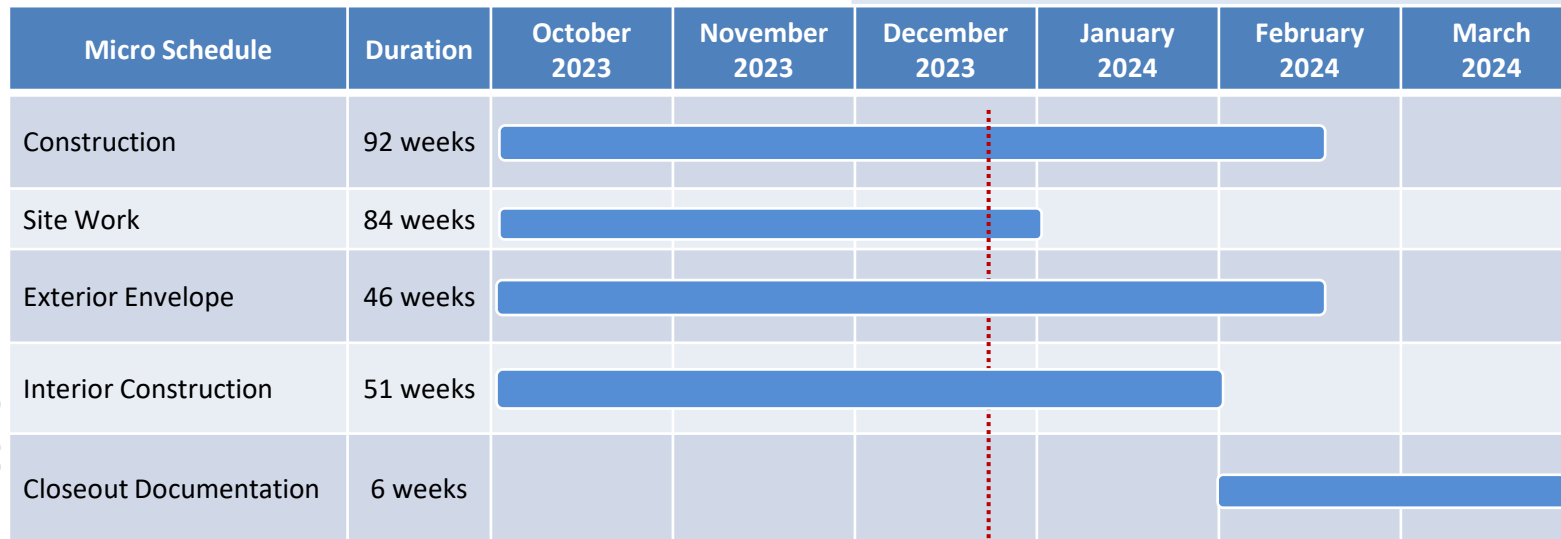 Micro Schedule
Duration
October
2023
November
2023
December
2023
January
2024
February
2024
March
2024
Construction
92 weeks
Site Work
84 weeks
Exterior Envelope
46 weeks
Interior Construction
51 weeks
Closeout Documentation
6 weeks